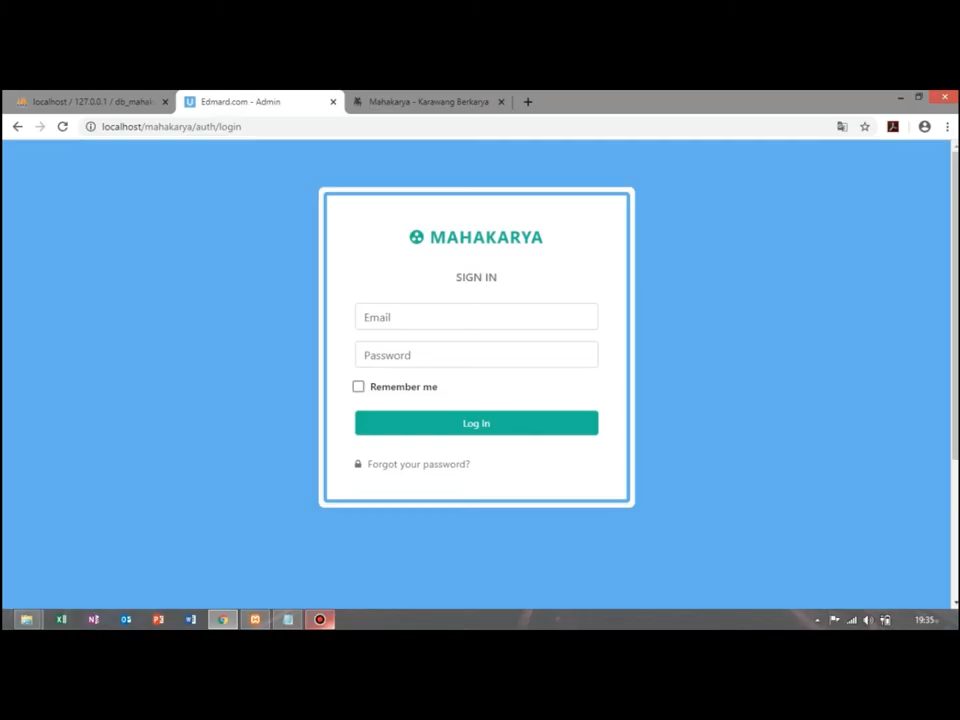 localhost / 127.0.0.1 / db_mahak
Edmard.com - Admin
Mahakarya - Karawang Berkarya
localhost/mahakarya/auth/login
MAHAKARYA
SIGN IN
Email
Password
Remember me
Log In
Forgot your password?
19:35